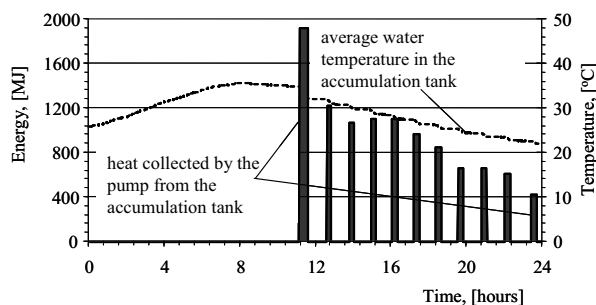 Energy, [MJ]
2000
1600
1200
800
400
0
average water
temperature in the
accumulation tank
heat collected by the
pump from the
accumulation tank
50
40
30
20
10
0
Temperature, [°C]
0 4 8 12 16 20 24
Time, [hours]